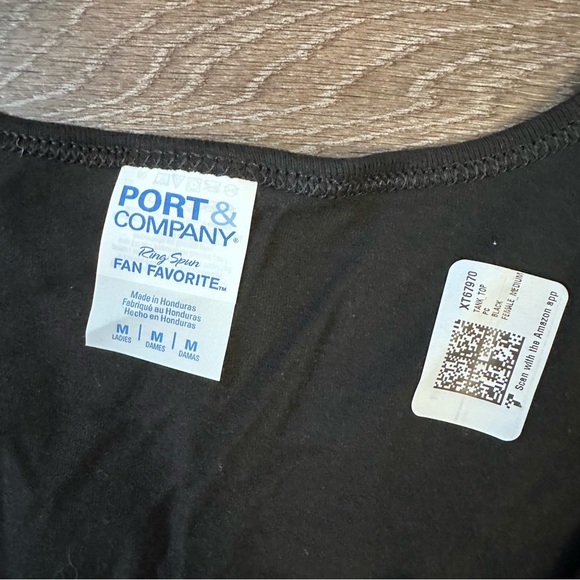 PORT &
COMPANY®
Ring Spun
FAN FAVORITE™
Made in Honduras
Fabriqué au Honduras
Hecho en Honduras
M | M | M
LADIES | DAMES | DAMAS
XT67970
TANK TOP
PC
BLACK
FEMALE MEDIUM
Scan with the Amazon app